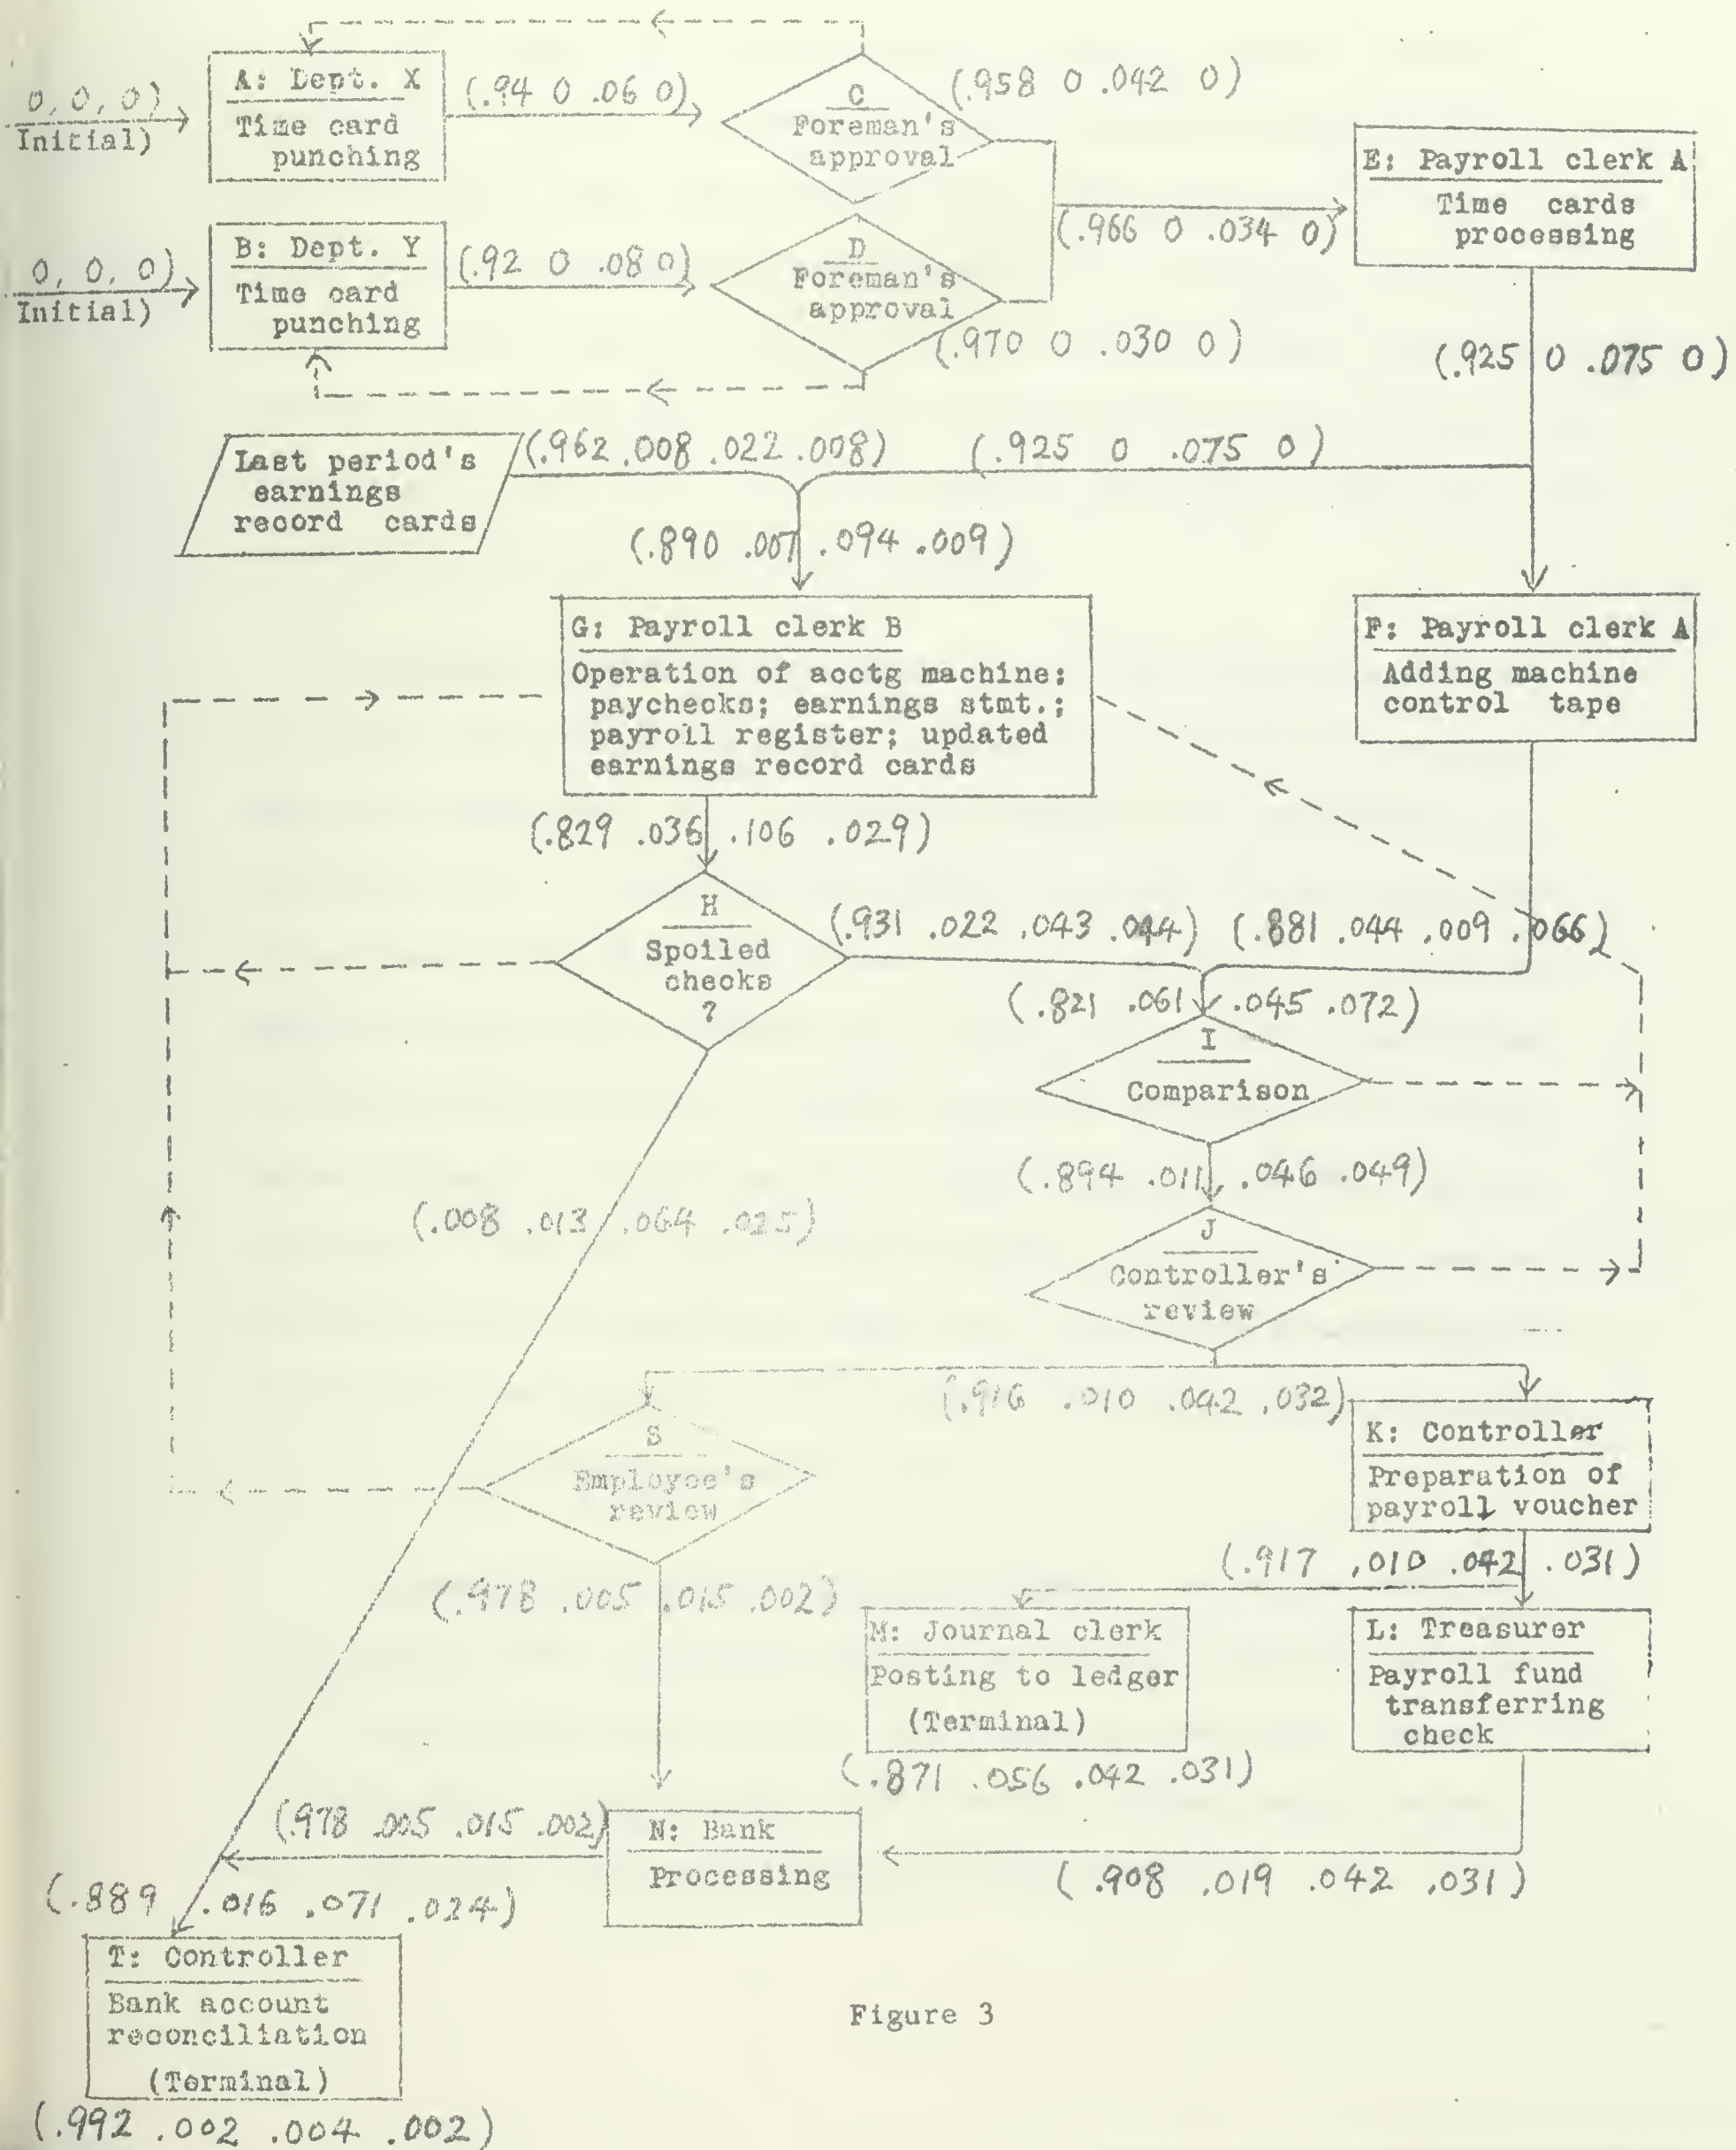 0, 0, 0)
Initial)
A: Dept. X
Time card
punching
(.94 0 .06 0)
C
Foreman's
approval
(.958 0 .042 0)
0, 0, 0)
Initial)
B: Dept. Y
Time card
punching
(.92 0 .08 0)
D
Foreman's
approval
(.970 0 .030 0)
(.966 0 .034 0)
E: Payroll clerk A
Time cards
processing
(.925 0 .075 0)
Last period's
earnings
record cards
(.962 .008 .022 .008)
(.925 0 .075 0)
(.890 .007 .094 .009)
G: Payroll clerk B
Operation of acctg machine;
paychecks; earnings stmt.;
payroll register; updated
earnings record cards
F: Payroll clerk A
Adding machine
control tape
(.829 .036 .106 .029)
H
Spoiled
checks
?
(.931 .022 .043 .044)
(.881 .044 .009 .066)
(.821 .061 .045 .072)
I
Comparison
(.894 .011 .046 .049)
(.008 .013 .064 .025)
J
Controller's
review
(.916 .010 .042 .032)
S
Employee's
review
K: Controller
Preparation of
payroll voucher
(.917 .010 .042 .031)
(.978 .005 .015 .002)
M: Journal clerk
Posting to ledger
(Terminal)
(.871 .056 .042 .031)
L: Treasurer
Payroll fund
transferring
check
(.978 .005 .015 .002)
N: Bank
Processing
(.908 .019 .042 .031)
(.889 .016 .071 .024)
T: Controller
Bank account
reconciliation
(Terminal)
(.992 .002 .004 .002)
Figure 3